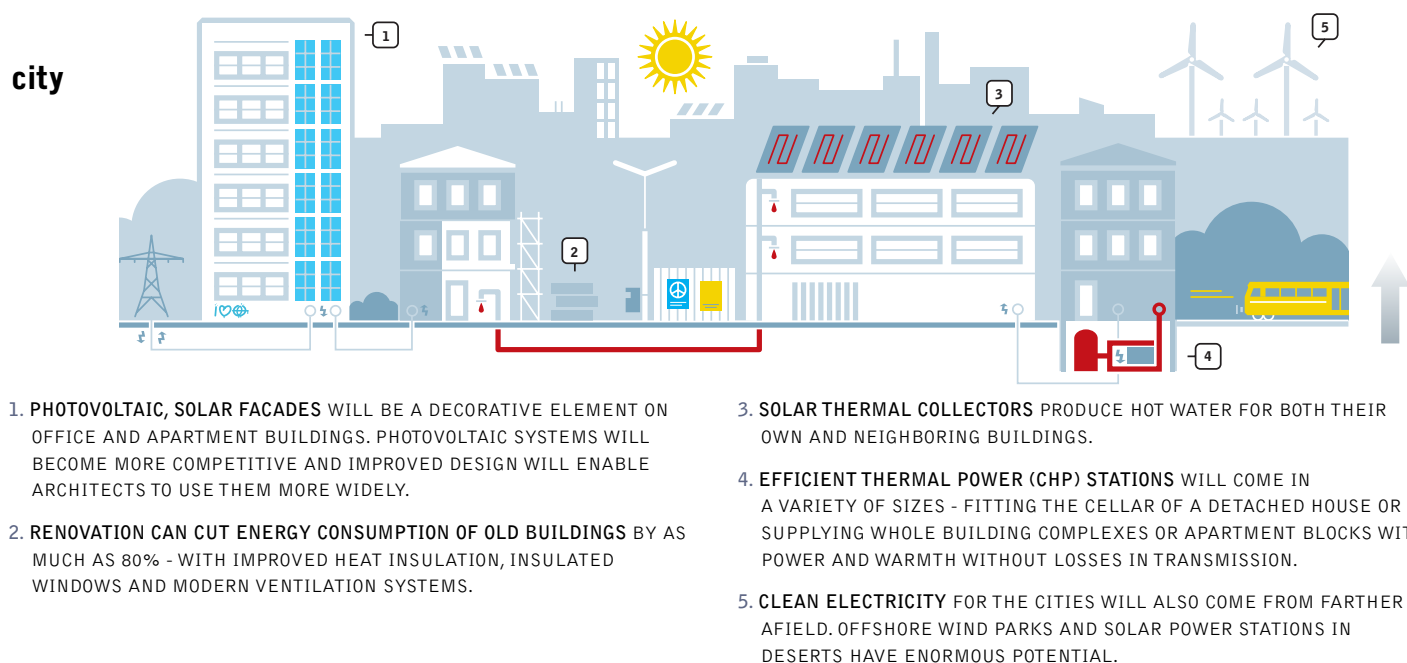 city
1
2
3
4
5
1. PHOTOVOLTAIC, SOLAR FACADES WILL BE A DECORATIVE ELEMENT ON
OFFICE AND APARTMENT BUILDINGS. PHOTOVOLTAIC SYSTEMS WILL
BECOME MORE COMPETITIVE AND IMPROVED DESIGN WILL ENABLE
ARCHITECTS TO USE THEM MORE WIDELY.
2. RENOVATION CAN CUT ENERGY CONSUMPTION OF OLD BUILDINGS BY AS
MUCH AS 80% - WITH IMPROVED HEAT INSULATION, INSULATED
WINDOWS AND MODERN VENTILATION SYSTEMS.
3. SOLAR THERMAL COLLECTORS PRODUCE HOT WATER FOR BOTH THEIR
OWN AND NEIGHBORING BUILDINGS.
4. EFFICIENT THERMAL POWER (CHP) STATIONS WILL COME IN
A VARIETY OF SIZES - FITTING THE CELLAR OF A DETACHED HOUSE OR
SUPPLYING WHOLE BUILDING COMPLEXES OR APARTMENT BLOCKS WIT
POWER AND WARMTH WITHOUT LOSSES IN TRANSMISSION.
5. CLEAN ELECTRICITY FOR THE CITIES WILL ALSO COME FROM FARTHER
AFIELD. OFFSHORE WIND PARKS AND SOLAR POWER STATIONS IN
DESERTS HAVE ENORMOUS POTENTIAL.